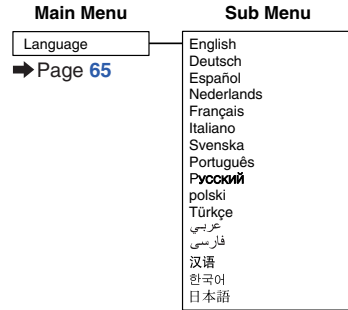 Main Menu
Sub Menu
Language
➡ Page 65
English
Deutsch
Español
Nederlands
Français
Italiano
Svenska
Português
Русский
polski
Türkçe
عربي
فارسی
汉语
한국어
日本語